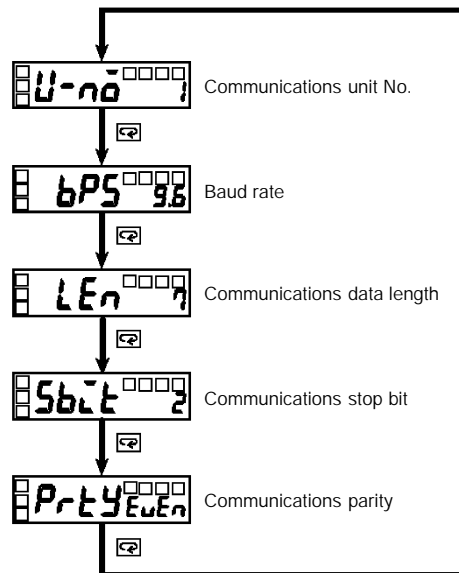 U-no 1 Communications unit No.
bPS 9.6 Baud rate
LEn 7 Communications data length
Sbit 2 Communications stop bit
PrtY EvEn Communications parity